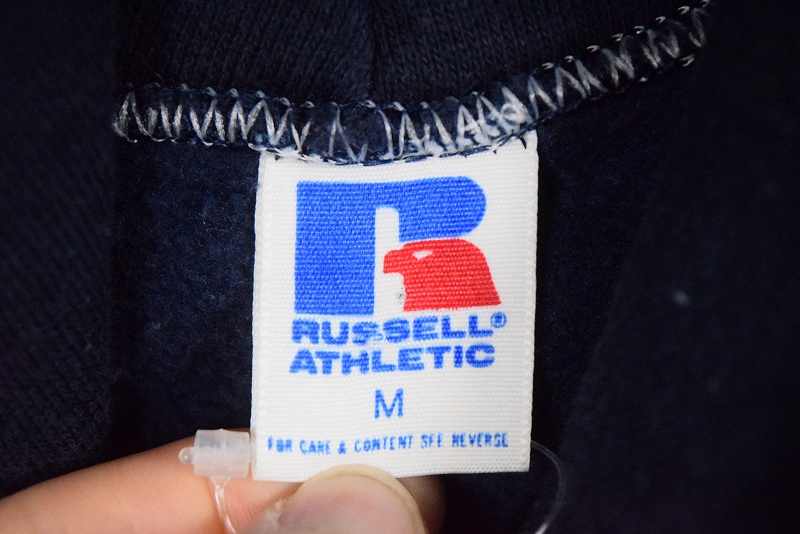 RUSSELL®
ATHLETIC
M
FOR CARE & CONTENT SEE REVERSE